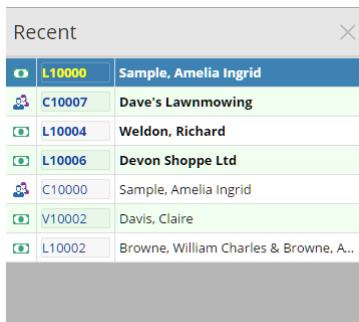 Recent
L10000 Sample, Amelia Ingrid
C10007 Dave's Lawnmowing
L10004 Weldon, Richard
L10006 Devon Shoppe Ltd
C10000 Sample, Amelia Ingrid
V10002 Davis, Claire
L10002 Browne, William Charles & Browne, A...